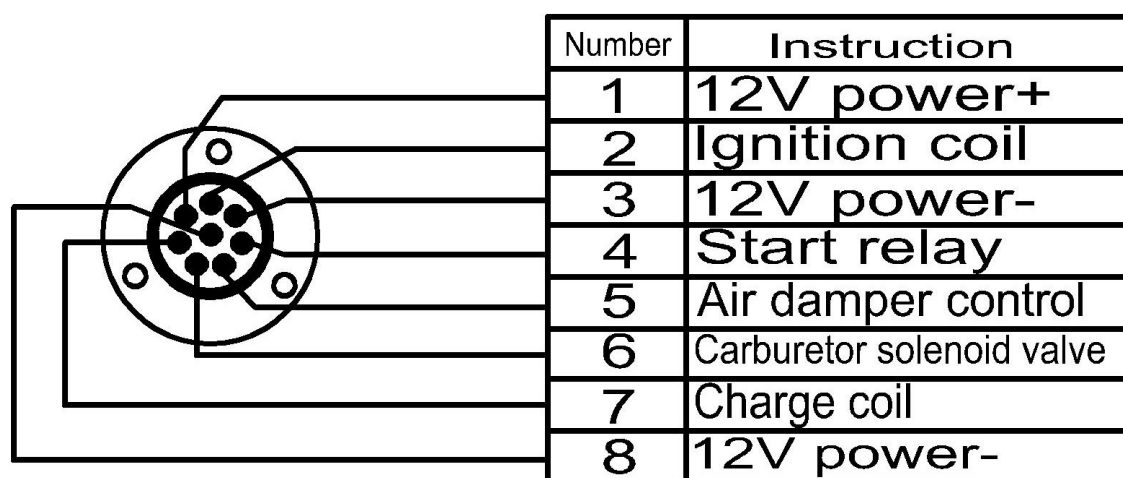 Number Instruction
1 12V power+
2 Ignition coil
3 12V power-
4 Start relay
5 Air damper control
6 Carburetor solenoid valve
7 Charge coil
8 12V power-